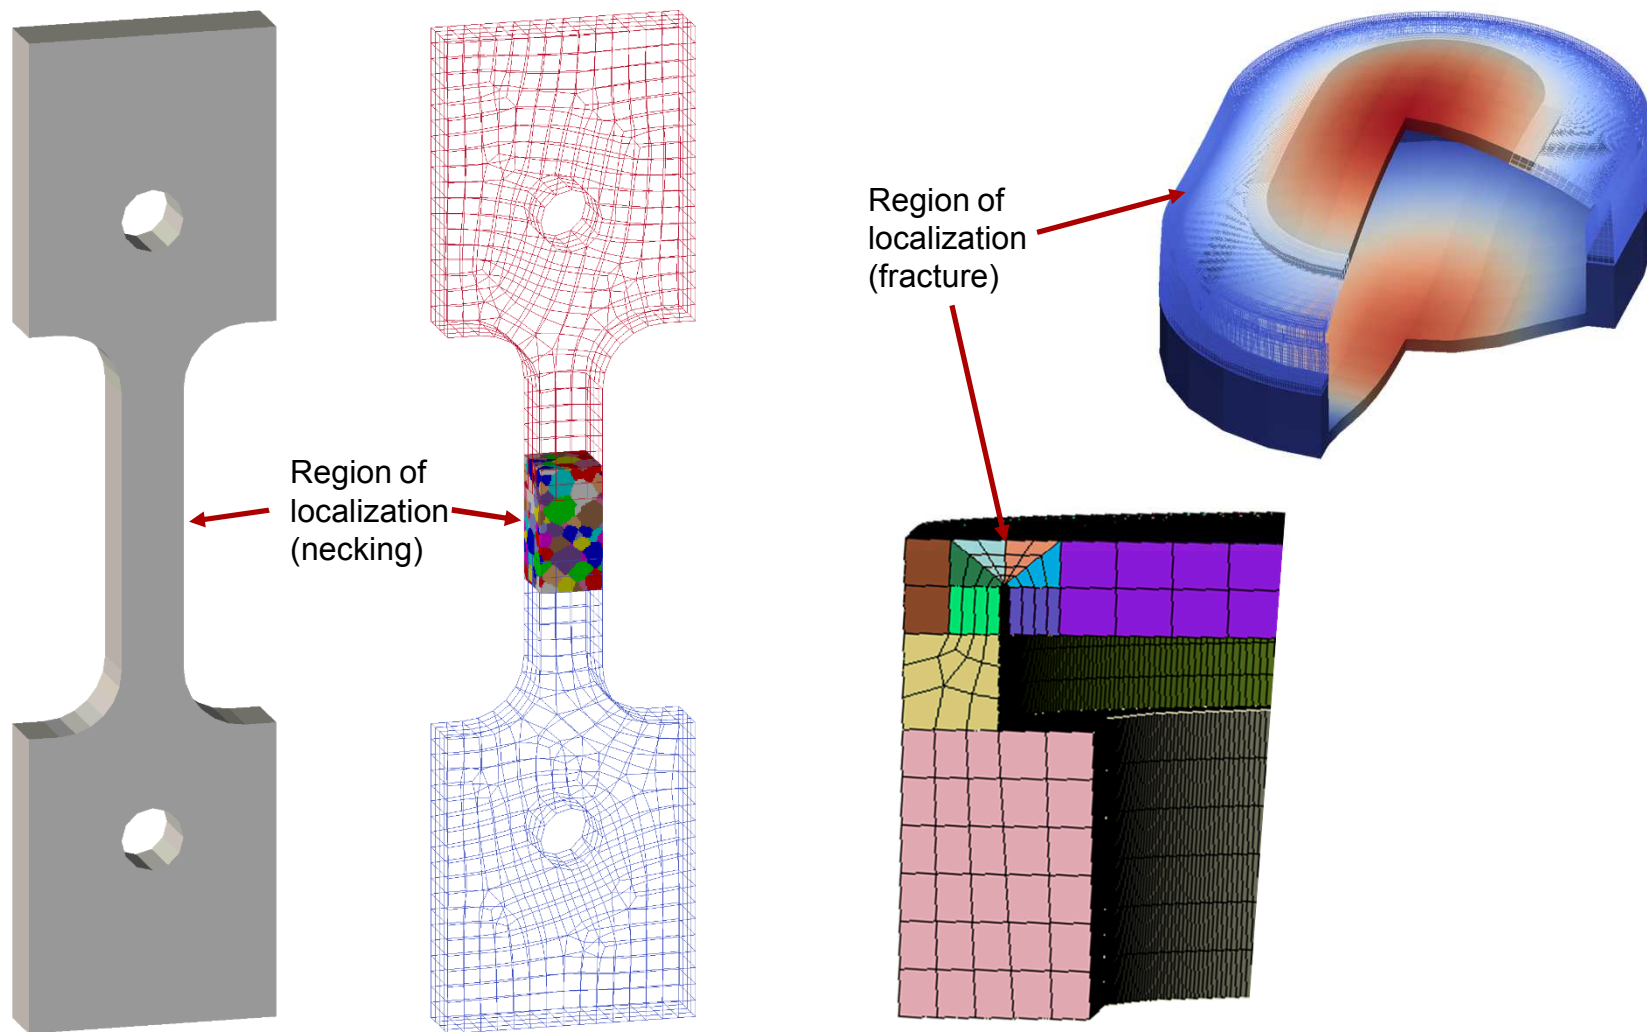 Region of
localization
(necking)
Region of
localization
(fracture)